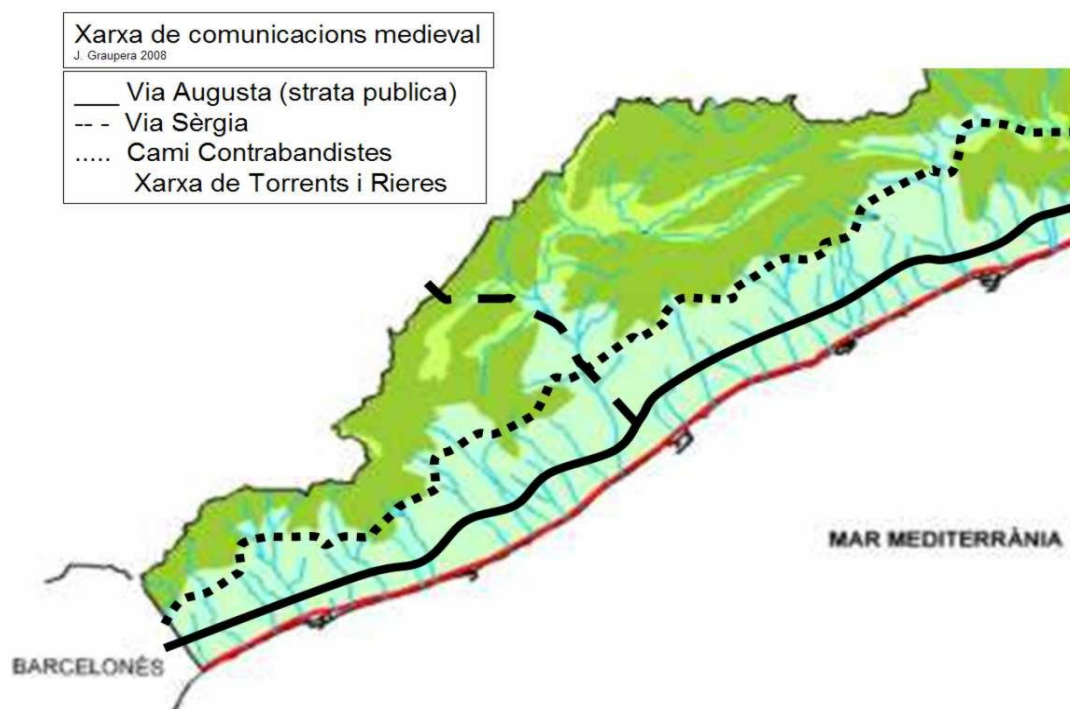 Xarxa de comunicacions medieval
J. Graupera 2008
___ Via Augusta (strata publica)
-- - Via Sèrgia
..... Cami Contrabandistes
Xarxa de Torrents i Rieres
MAR MEDITERRÀNIA
BARCELONÉS